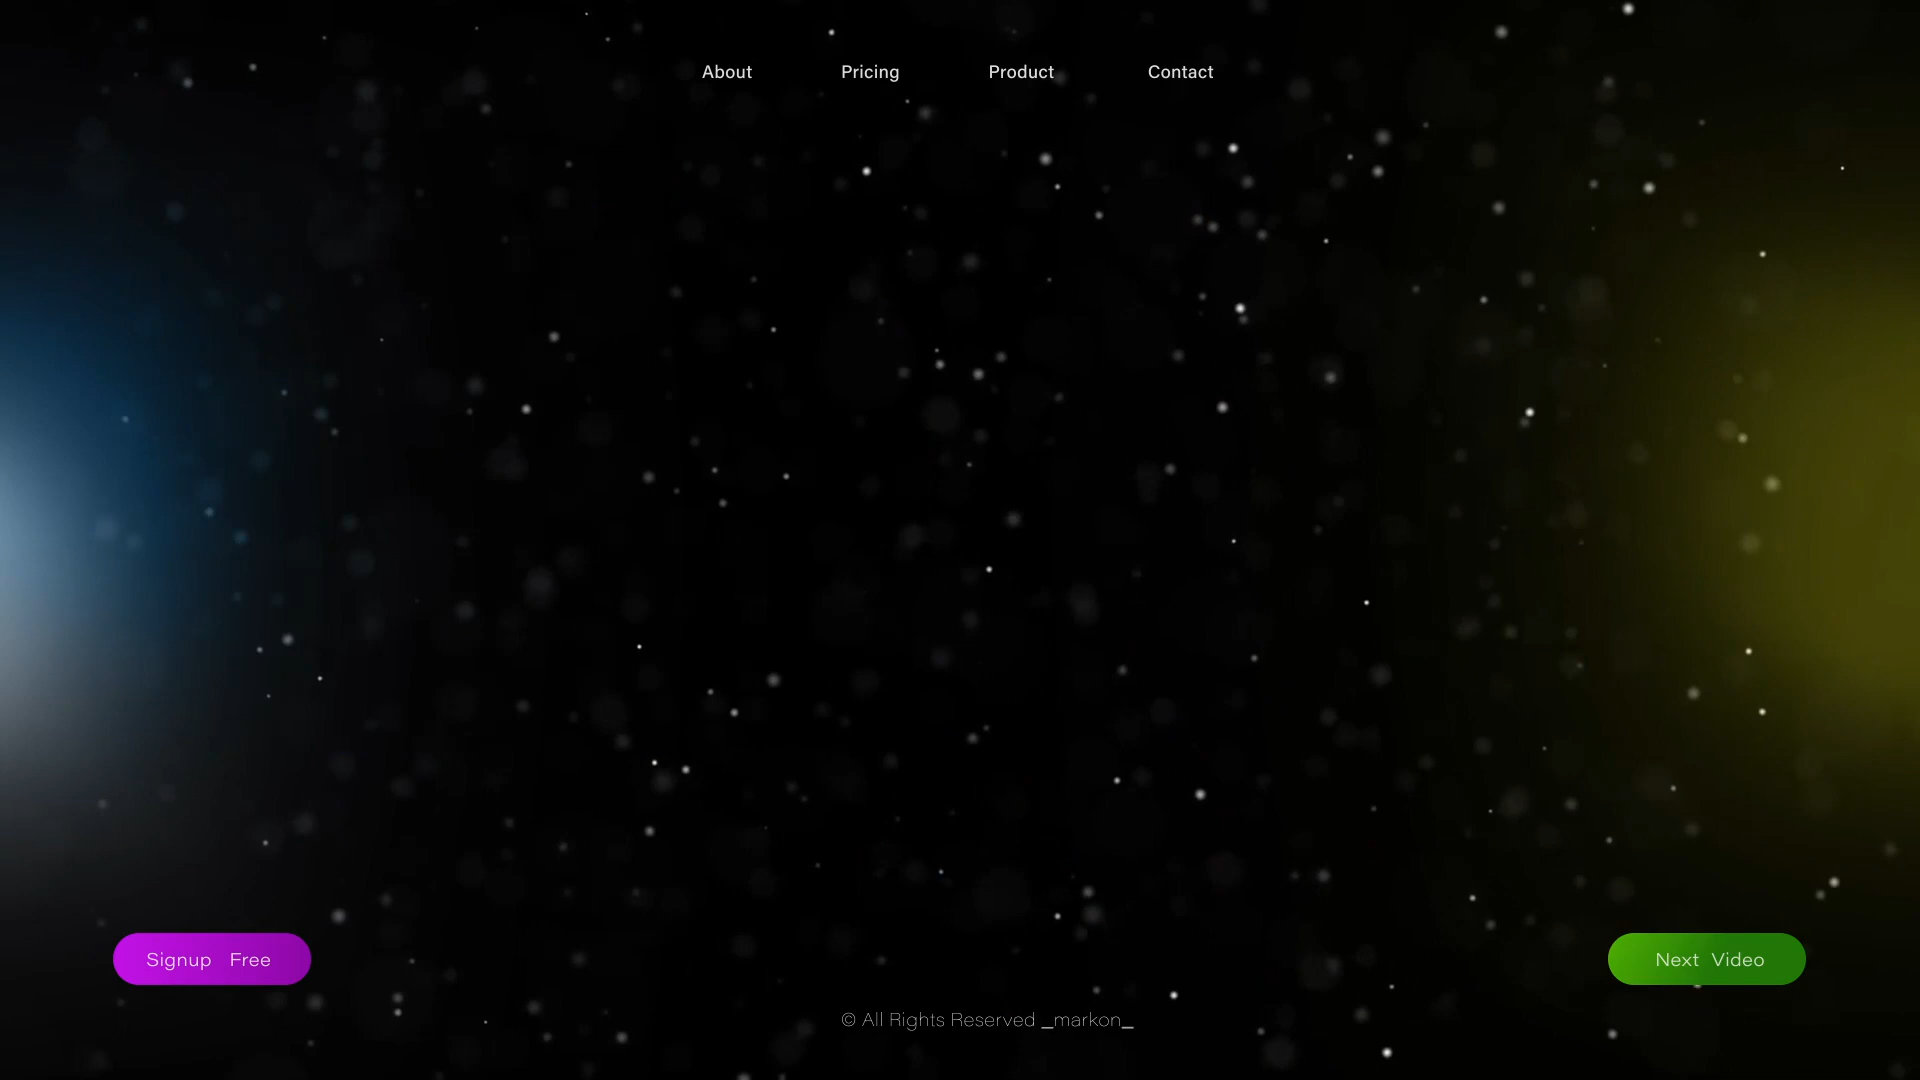 About Pricing Product Contact
Signup Free
Next Video
© All Rights Reserved _markon_